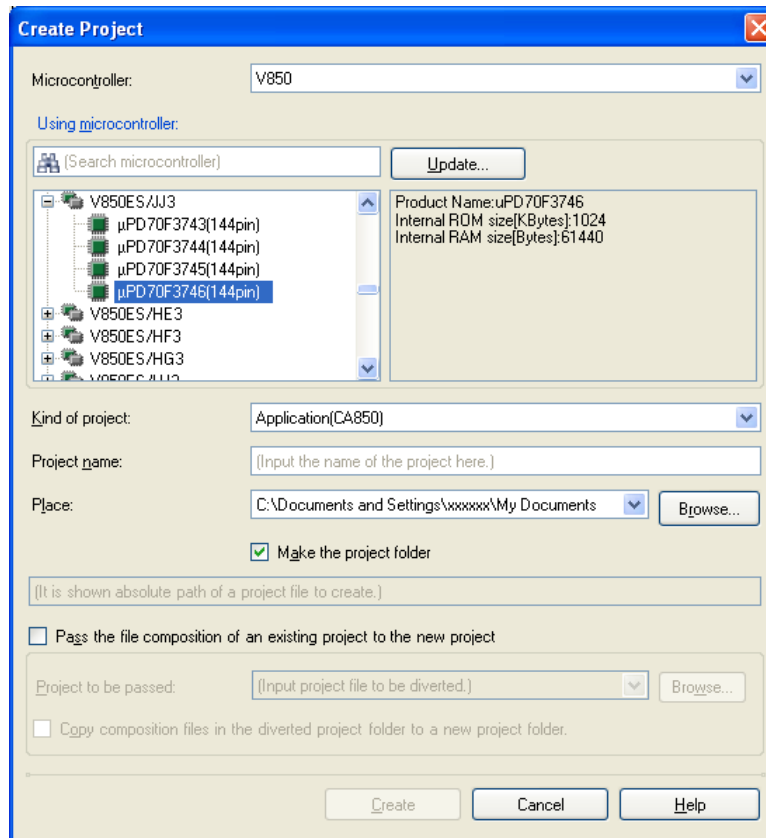 Create Project
Microcontroller:
V850
Using microcontroller:
(Search microcontroller)
Update...
V850ES/JJ3
µPD70F3743(144pin)
µPD70F3744(144pin)
µPD70F3745(144pin)
µPD70F3746(144pin)
V850ES/HE3
V850ES/HF3
V850ES/HG3
Product Name:uPD70F3746
Internal ROM size[KBytes]:1024
Internal RAM size[Bytes]:61440
Kind of project:
Application(CA850)
Project name:
(Input the name of the project here.)
Place:
C:\Documents and Settings\xxxxxx\My Documents
Browse...
Make the project folder
(It is shown absolute path of a project file to create.)
Pass the file composition of an existing project to the new project
Project to be passed:
(Input project file to be diverted.)
Browse...
Copy composition files in the diverted project folder to a new project folder.
Create
Cancel
Help